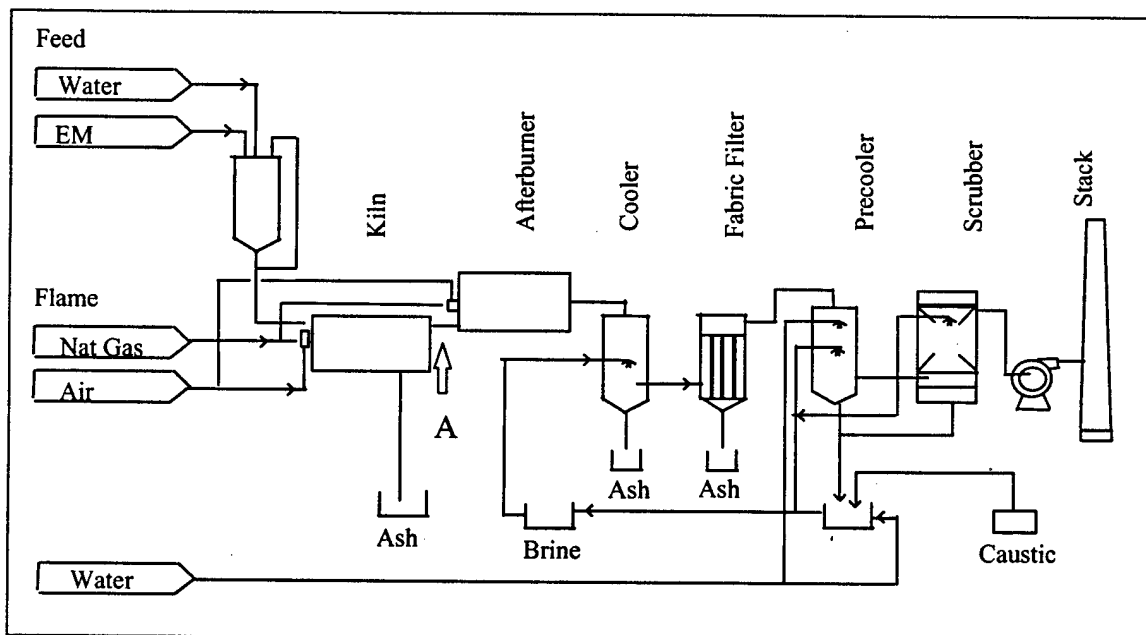 Feed
Water
EM
Kiln
Afterburner
Cooler
Fabric Filter
Precooler
Scrubber
Stack
Flame
Nat Gas
Air
A
Ash
Ash
Ash
Brine
Caustic
Water